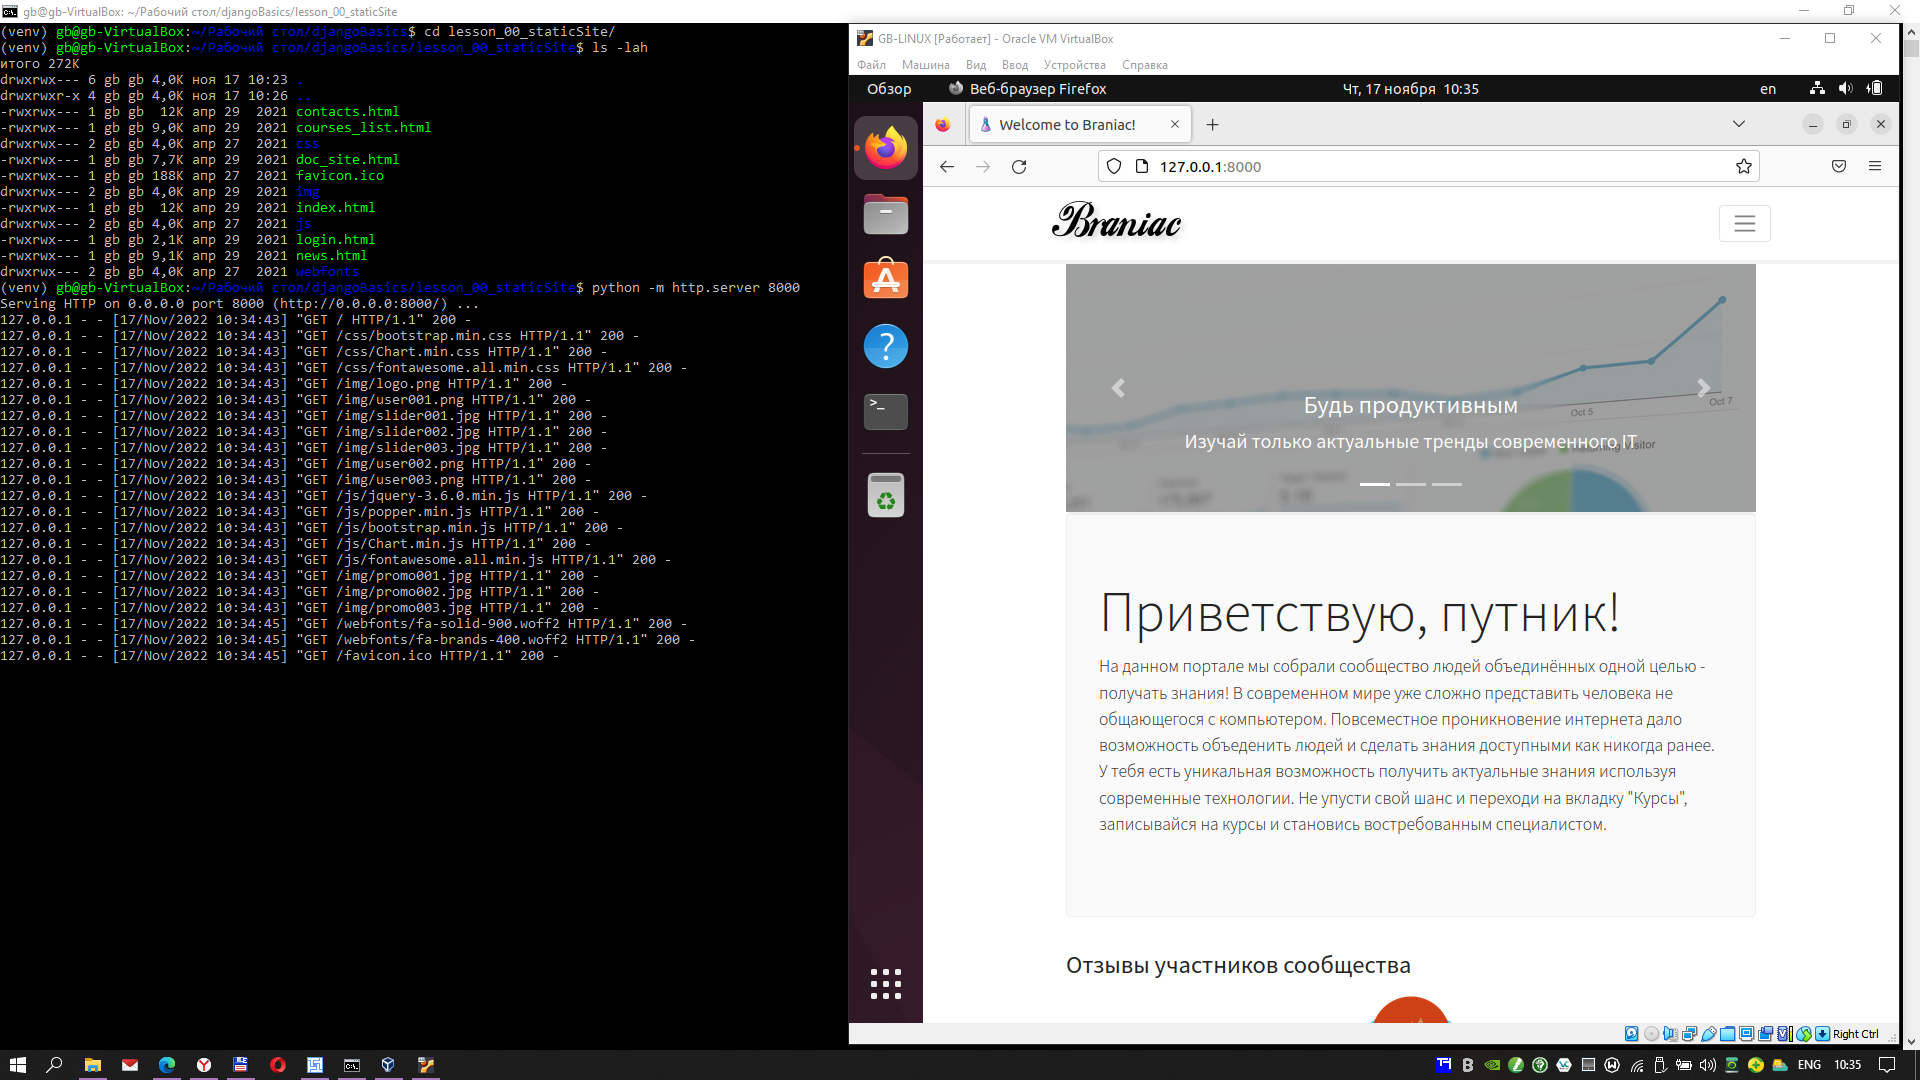 gb@gb-VirtualBox: ~/Рабочий стол/djangoBasics/lesson_00_staticSite
(venv) gb@gb-VirtualBox:~/Рабочий стол/djangoBasics$ cd lesson_00_staticSite/
(venv) gb@gb-VirtualBox:~/Рабочий стол/djangoBasics/lesson_00_staticSite$ ls -lah
итого 272K
drwxrwx--- 6 gb gb 4,0K ноя 17 10:23 .
drwxrwxr-x 4 gb gb 4,0K ноя 17 10:26 ..
-rwxrwx--- 1 gb gb 12K апр 29 2021 contacts.html
-rwxrwx--- 1 gb gb 9,0K апр 29 2021 courses_list.html
drwxrwx--- 2 gb gb 4,0K апр 27 2021 css
-rwxrwx--- 1 gb gb 7,7K апр 29 2021 doc_site.html
-rwxrwx--- 1 gb gb 188K апр 27 2021 favicon.ico
drwxrwx--- 2 gb gb 4,0K апр 29 2021 img
-rwxrwx--- 1 gb gb 12K апр 29 2021 index.html
drwxrwx--- 2 gb gb 4,0K апр 27 2021 js
-rwxrwx--- 1 gb gb 2,1K апр 29 2021 login.html
-rwxrwx--- 1 gb gb 9,1K апр 29 2021 news.html
drwxrwx--- 2 gb gb 4,0K апр 27 2021 webfonts
(venv) gb@gb-VirtualBox:~/Рабочий стол/djangoBasics/lesson_00_staticSite$ python -m http.server 8000
Serving HTTP on 0.0.0.0 port 8000 (http://0.0.0.0:8000/) ...
127.0.0.1 - - [17/Nov/2022 10:34:43] "GET / HTTP/1.1" 200 -
127.0.0.1 - - [17/Nov/2022 10:34:43] "GET /css/bootstrap.min.css HTTP/1.1" 200 -
127.0.0.1 - - [17/Nov/2022 10:34:43] "GET /css/Chart.min.css HTTP/1.1" 200 -
127.0.0.1 - - [17/Nov/2022 10:34:43] "GET /css/fontawesome.all.min.css HTTP/1.1" 200 -
127.0.0.1 - - [17/Nov/2022 10:34:43] "GET /img/logo.png HTTP/1.1" 200 -
127.0.0.1 - - [17/Nov/2022 10:34:43] "GET /img/user001.png HTTP/1.1" 200 -
127.0.0.1 - - [17/Nov/2022 10:34:43] "GET /img/slider001.jpg HTTP/1.1" 200 -
127.0.0.1 - - [17/Nov/2022 10:34:43] "GET /img/slider002.jpg HTTP/1.1" 200 -
127.0.0.1 - - [17/Nov/2022 10:34:43] "GET /img/slider003.jpg HTTP/1.1" 200 -
127.0.0.1 - - [17/Nov/2022 10:34:43] "GET /img/user002.png HTTP/1.1" 200 -
127.0.0.1 - - [17/Nov/2022 10:34:43] "GET /img/user003.png HTTP/1.1" 200 -
127.0.0.1 - - [17/Nov/2022 10:34:43] "GET /js/jquery-3.6.0.min.js HTTP/1.1" 200 -
127.0.0.1 - - [17/Nov/2022 10:34:43] "GET /js/popper.min.js HTTP/1.1" 200 -
127.0.0.1 - - [17/Nov/2022 10:34:43] "GET /js/bootstrap.min.js HTTP/1.1" 200 -
127.0.0.1 - - [17/Nov/2022 10:34:43] "GET /js/Chart.min.js HTTP/1.1" 200 -
127.0.0.1 - - [17/Nov/2022 10:34:43] "GET /js/fontawesome.all.min.js HTTP/1.1" 200 -
127.0.0.1 - - [17/Nov/2022 10:34:43] "GET /img/promo001.jpg HTTP/1.1" 200 -
127.0.0.1 - - [17/Nov/2022 10:34:43] "GET /img/promo002.jpg HTTP/1.1" 200 -
127.0.0.1 - - [17/Nov/2022 10:34:43] "GET /img/promo003.jpg HTTP/1.1" 200 -
127.0.0.1 - - [17/Nov/2022 10:34:45] "GET /webfonts/fa-solid-900.woff2 HTTP/1.1" 200 -
127.0.0.1 - - [17/Nov/2022 10:34:45] "GET /webfonts/fa-brands-400.woff2 HTTP/1.1" 200 -
127.0.0.1 - - [17/Nov/2022 10:34:45] "GET /favicon.ico HTTP/1.1" 200 -
GB-LINUX [Работает] - Oracle VM VirtualBox
Файл Машина Вид Ввод Устройства Справка
Обзор Веб-браузер Firefox Чт, 17 ноября 10:35 en
Welcome to Braniac!
127.0.0.1:8000
Braniac
Будь продуктивным
Изучай только актуальные тренды современного IT
Oct 6
Oct 7
Returning Visitor
Приветствую, путник!
На данном портале мы собрали сообщество людей объединённых одной целью -
получать знания! В современном мире уже сложно представить человека не
общающегося с компьютером. Повсеместное проникновение интернета дало
возможность объеденить людей и сделать знания доступными как никогда ранее.
У тебя есть уникальная возможность получить актуальные знания используя
современные технологии. Не упусти свой шанс и переходи на вкладку "Курсы",
записывайся на курсы и становись востребованным специалистом.
Отзывы участников сообщества
Right Ctrl
ENG 10:35